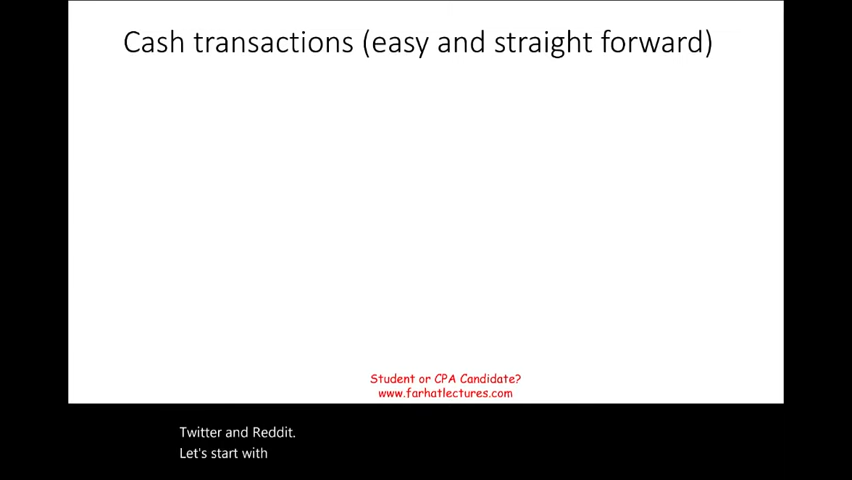 Cash transactions (easy and straight forward)
Student or CPA Candidate?
www.farhatlectures.com
Twitter and Reddit.
Let's start with